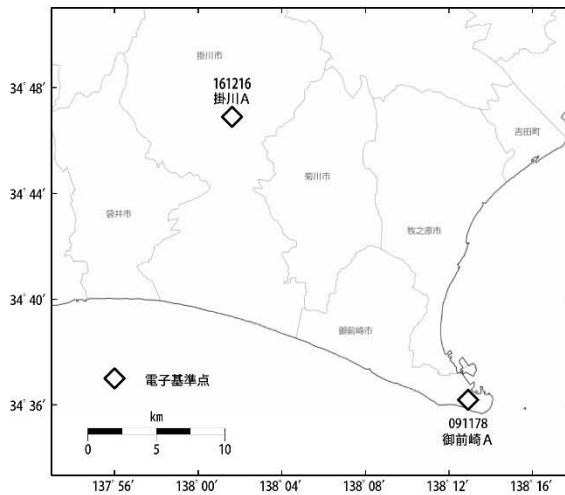 34° 48′
34° 44′
34° 40′
34° 36′
掛川市
161216
掛川A
吉田町
菊川市
袋井市
牧之原市
御前崎市
電子基準点
km
0 5 10
091178
御前崎A
137° 56′ 138° 00′ 138° 04′ 138° 08′ 138° 12′ 138° 16′